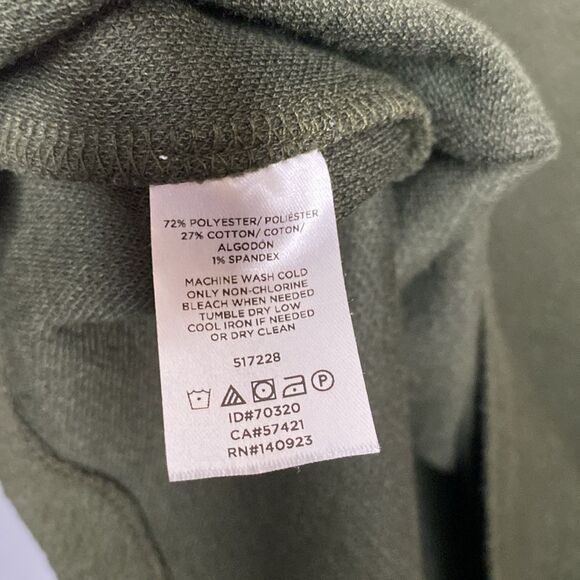 72% POLYESTER/ POLIÉSTER
27% COTTON/ COTON/
ALGODÓN
1% SPANDEX
MACHINE WASH COLD
ONLY NON-CHLORINE
BLEACH WHEN NEEDED
TUMBLE DRY LOW
COOL IRON IF NEEDED
OR DRY CLEAN
517228
P
ID#70320
CA#57421
RN#140923